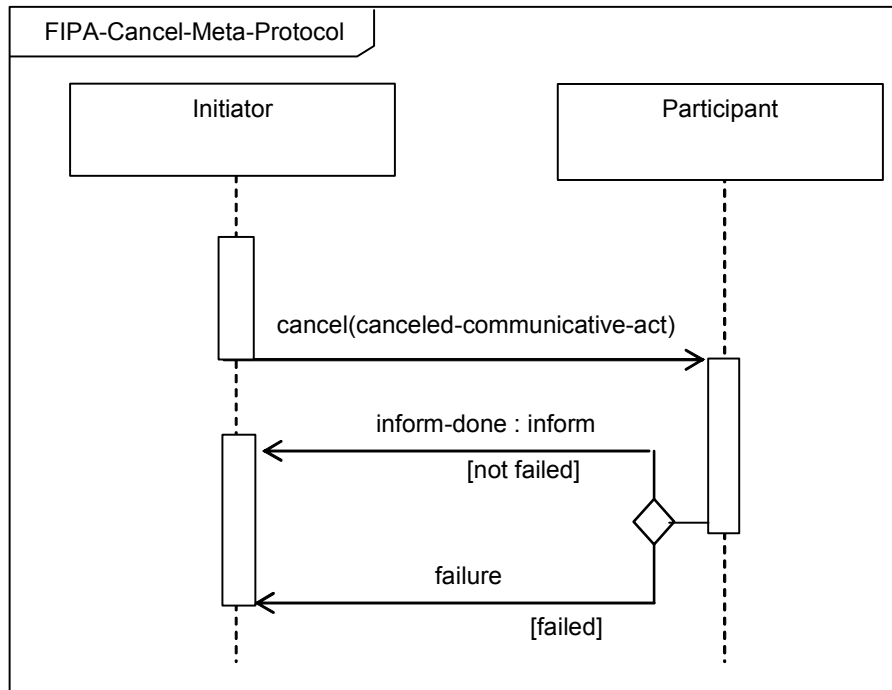 FIPA-Cancel-Meta-Protocol
Initiator
Participant
cancel(canceled-communicative-act)
inform-done : inform
[not failed]
failure
[failed]